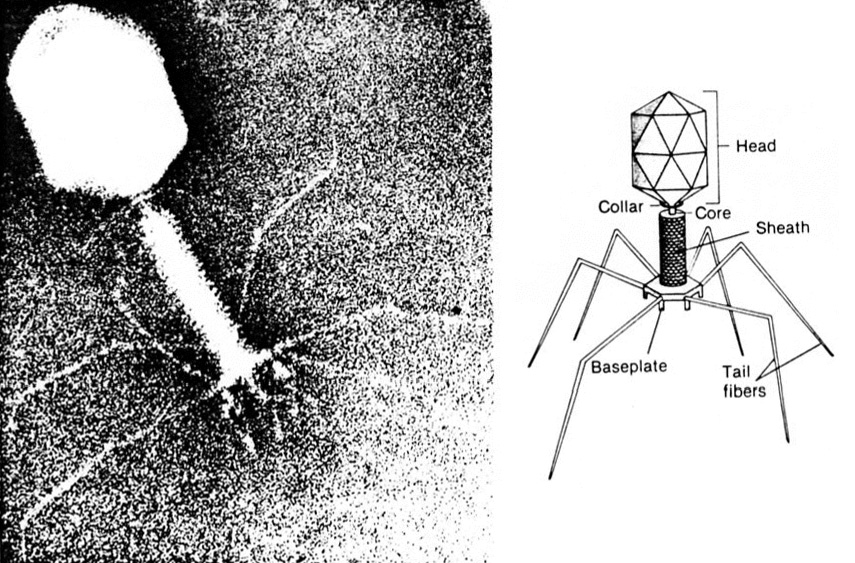 Head
Collar
Core
Sheath
Baseplate
Tail
fibers